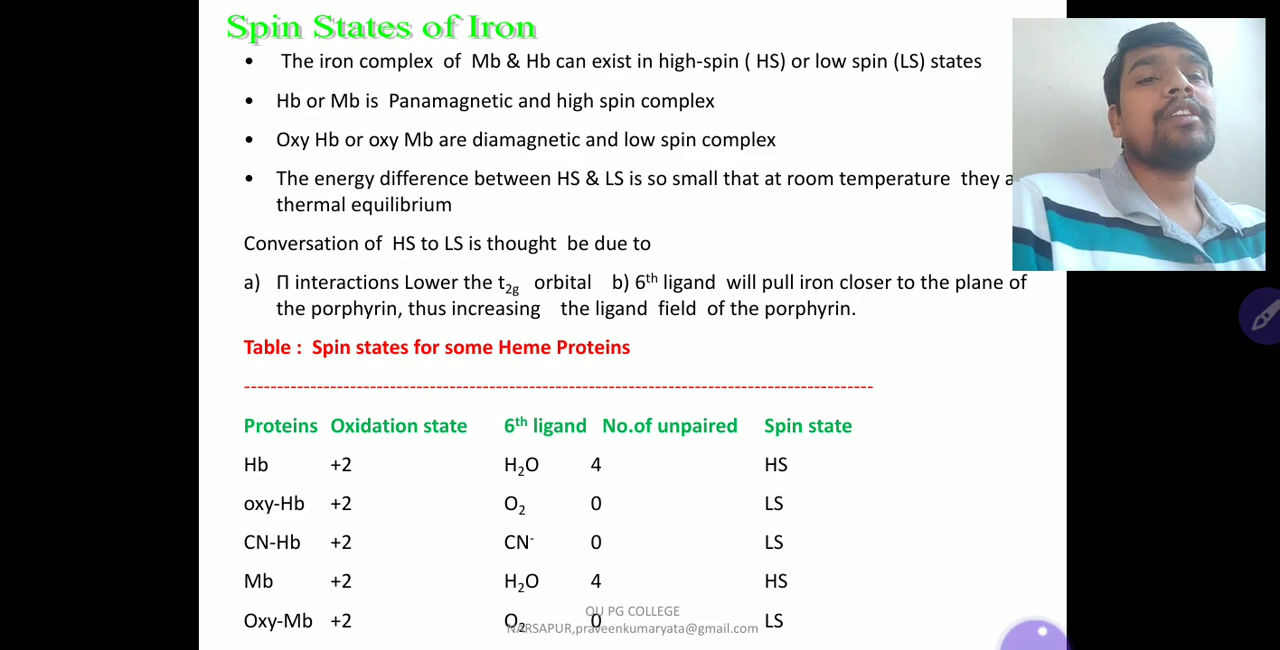 Spin States of Iron
• The iron complex of Mb & Hb can exist in high-spin ( HS) or low spin (LS) states
• Hb or Mb is Panamagnetic and high spin complex
• Oxy Hb or oxy Mb are diamagnetic and low spin complex
• The energy difference between HS & LS is so small that at room temperature they
thermal equilibrium
Conversation of HS to LS is thought be due to
a) Π interactions Lower the t₂g orbital b) 6ᵗʰ ligand will pull iron closer to the plane of
the porphyrin, thus increasing the ligand field of the porphyrin.
Table : Spin states for some Heme Proteins
-----------------------------------------------------------------------------------------------
Proteins Oxidation state 6ᵗʰ ligand No.of unpaired Spin state
Hb +2 H₂O 4 HS
oxy-Hb +2 O₂ 0 LS
CN-Hb +2 CN⁻ 0 LS
Mb +2 H₂O 4 HS
Oxy-Mb +2 O₂ 0 LS
OU PG COLLEGE
NARSAPUR,praveenkumaryata@gmail.com